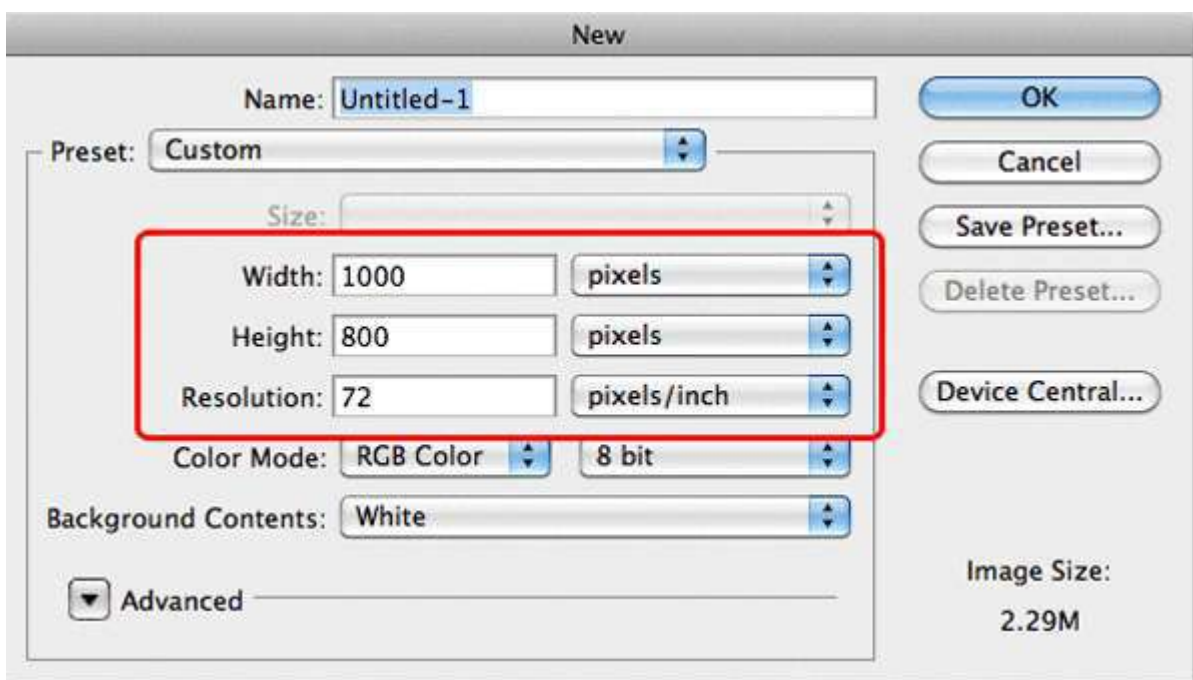 New
Name: Untitled-1
OK
Preset: Custom
Cancel
Size:
Save Preset...
Width: 1000 pixels
Delete Preset...
Height: 800 pixels
Resolution: 72 pixels/inch
Device Central...
Color Mode: RGB Color 8 bit
Background Contents: White
Image Size:
Advanced
2.29M